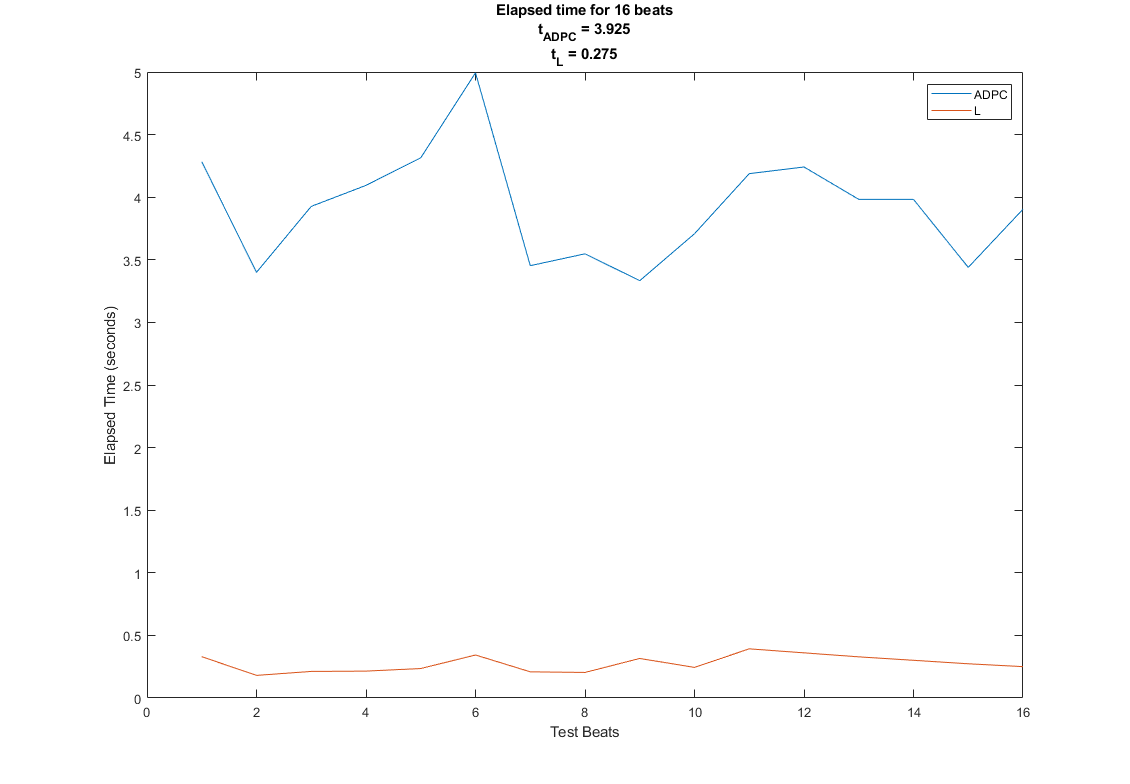 Elapsed time for 16 beats
t_ADPC = 3.925
t_L = 0.275
ADPC
L
5
4.5
4
3.5
3
2.5
2
1.5
1
0.5
0
Elapsed Time (seconds)
0 2 4 6 8 10 12 14 16
Test Beats